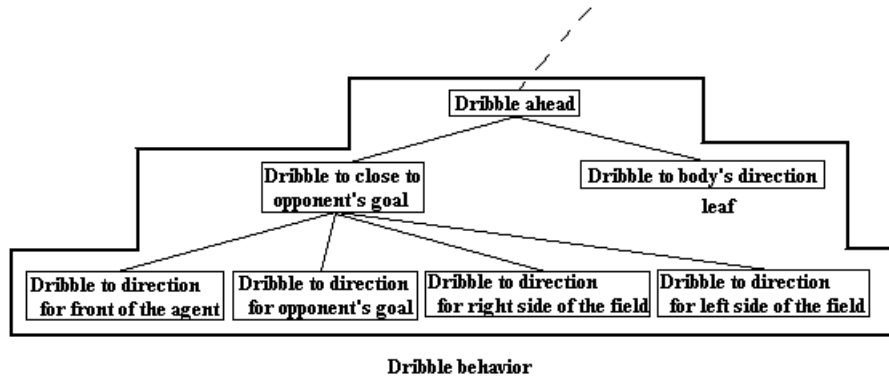 Dribble ahead
Dribble to close to
opponent's goal
Dribble to body's direction
leaf
Dribble to direction
for front of the agent
Dribble to direction
for opponent's goal
Dribble to direction
for right side of the field
Dribble to direction
for left side of the field
Dribble behavior